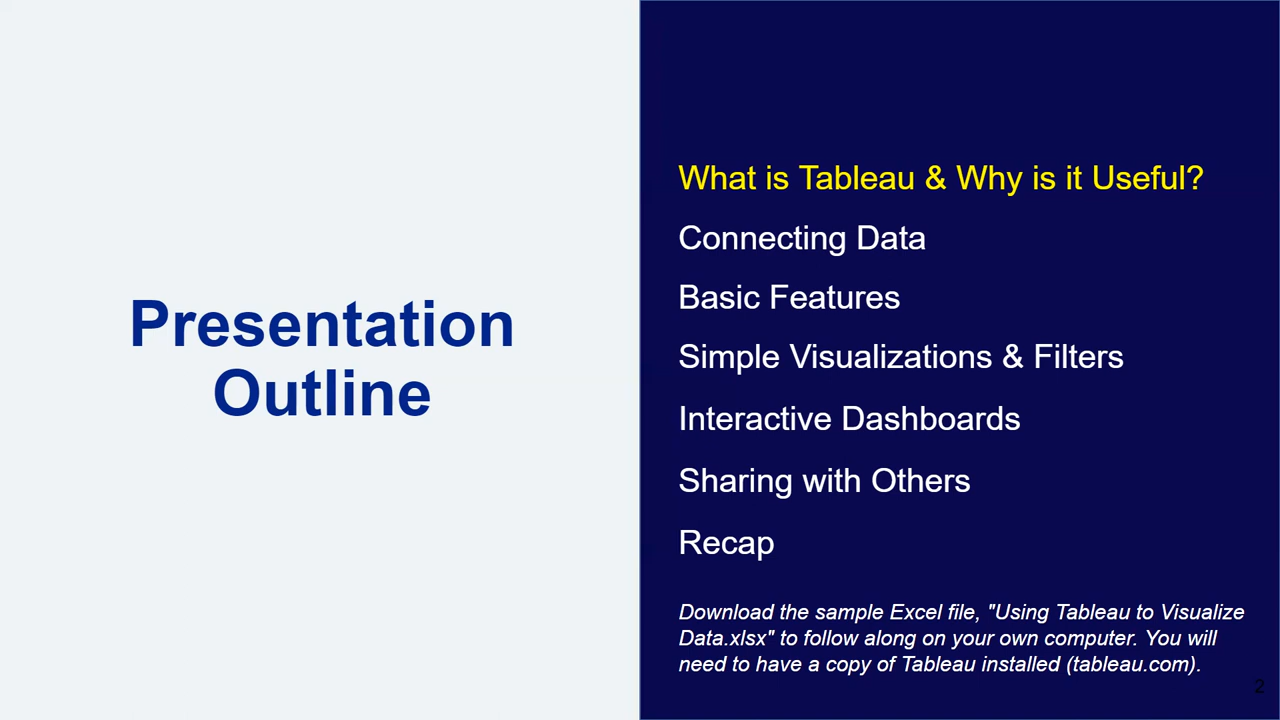 Presentation
Outline
What is Tableau & Why is it Useful?
Connecting Data
Basic Features
Simple Visualizations & Filters
Interactive Dashboards
Sharing with Others
Recap
Download the sample Excel file, "Using Tableau to Visualize
Data.xlsx" to follow along on your own computer. You will
need to have a copy of Tableau installed (tableau.com).
2